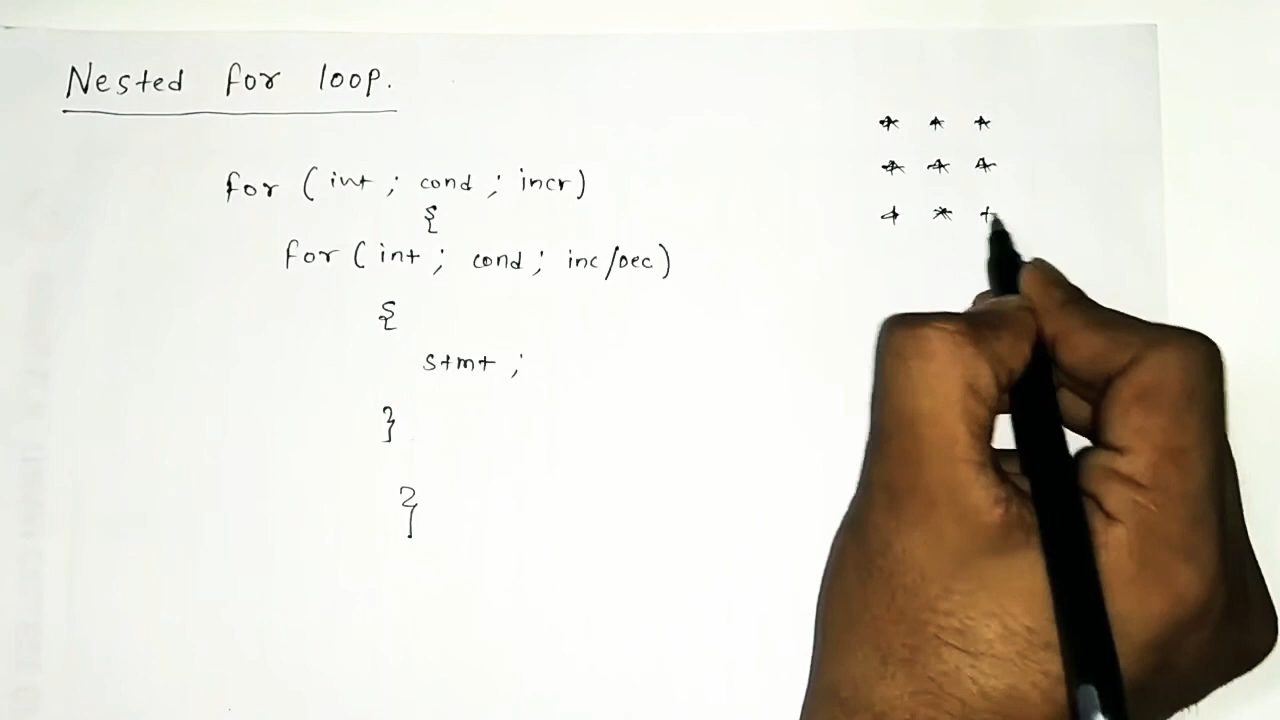 Nested for loop.
* * *
for (int ; cond ; incr)
* * *
{
* * +
for (int ; cond ; inc/Dec)
{
stmt ;
}
}